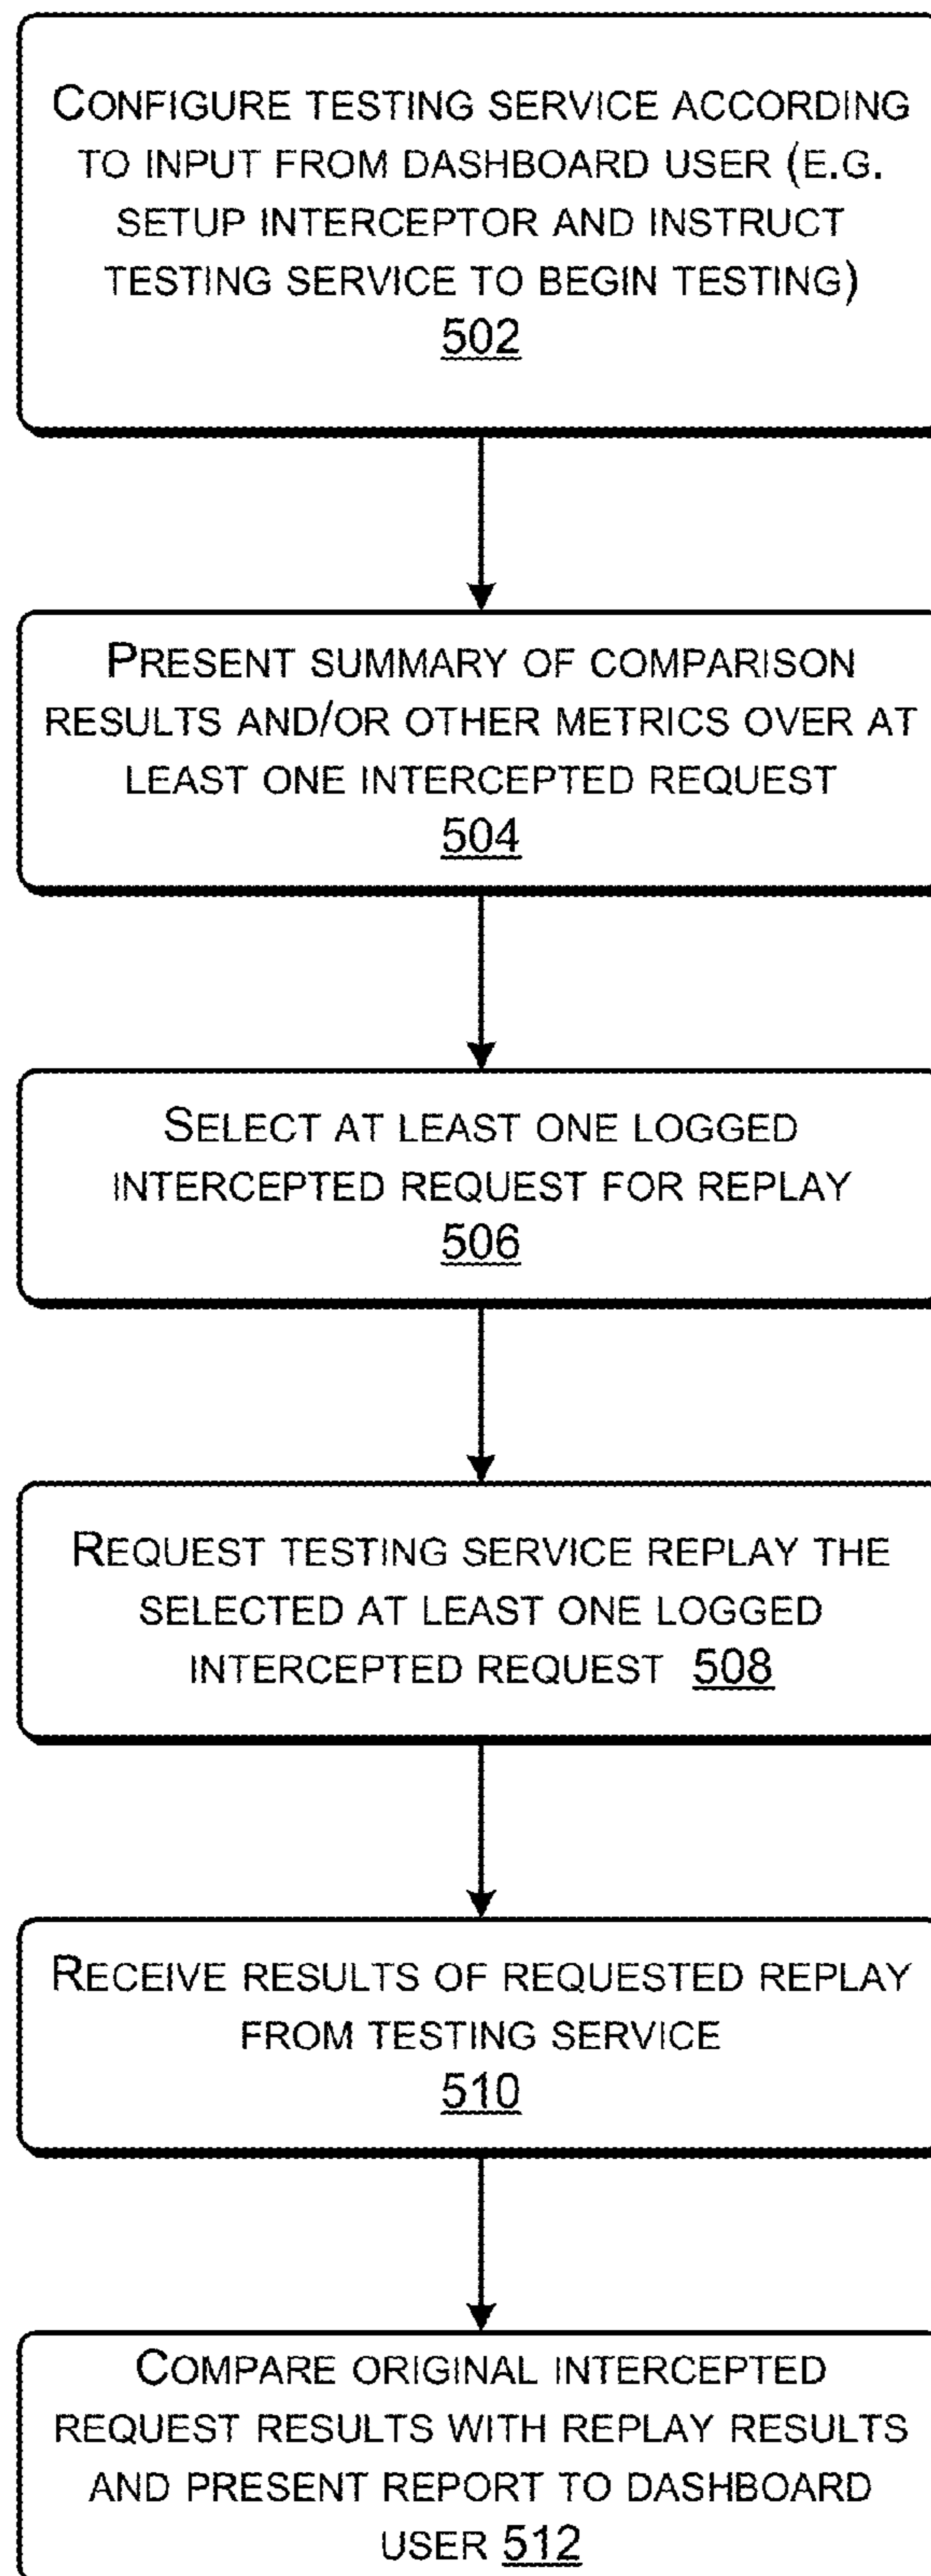 CONFIGURE TESTING SERVICE ACCORDING
TO INPUT FROM DASHBOARD USER (E.G.
SETUP INTERCEPTOR AND INSTRUCT
TESTING SERVICE TO BEGIN TESTING)
502
PRESENT SUMMARY OF COMPARISON
RESULTS AND/OR OTHER METRICS OVER AT
LEAST ONE INTERCEPTED REQUEST
504
SELECT AT LEAST ONE LOGGED
INTERCEPTED REQUEST FOR REPLAY
506
REQUEST TESTING SERVICE REPLAY THE
SELECTED AT LEAST ONE LOGGED
INTERCEPTED REQUEST 508
RECEIVE RESULTS OF REQUESTED REPLAY
FROM TESTING SERVICE
510
COMPARE ORIGINAL INTERCEPTED
REQUEST RESULTS WITH REPLAY RESULTS
AND PRESENT REPORT TO DASHBOARD
USER 512